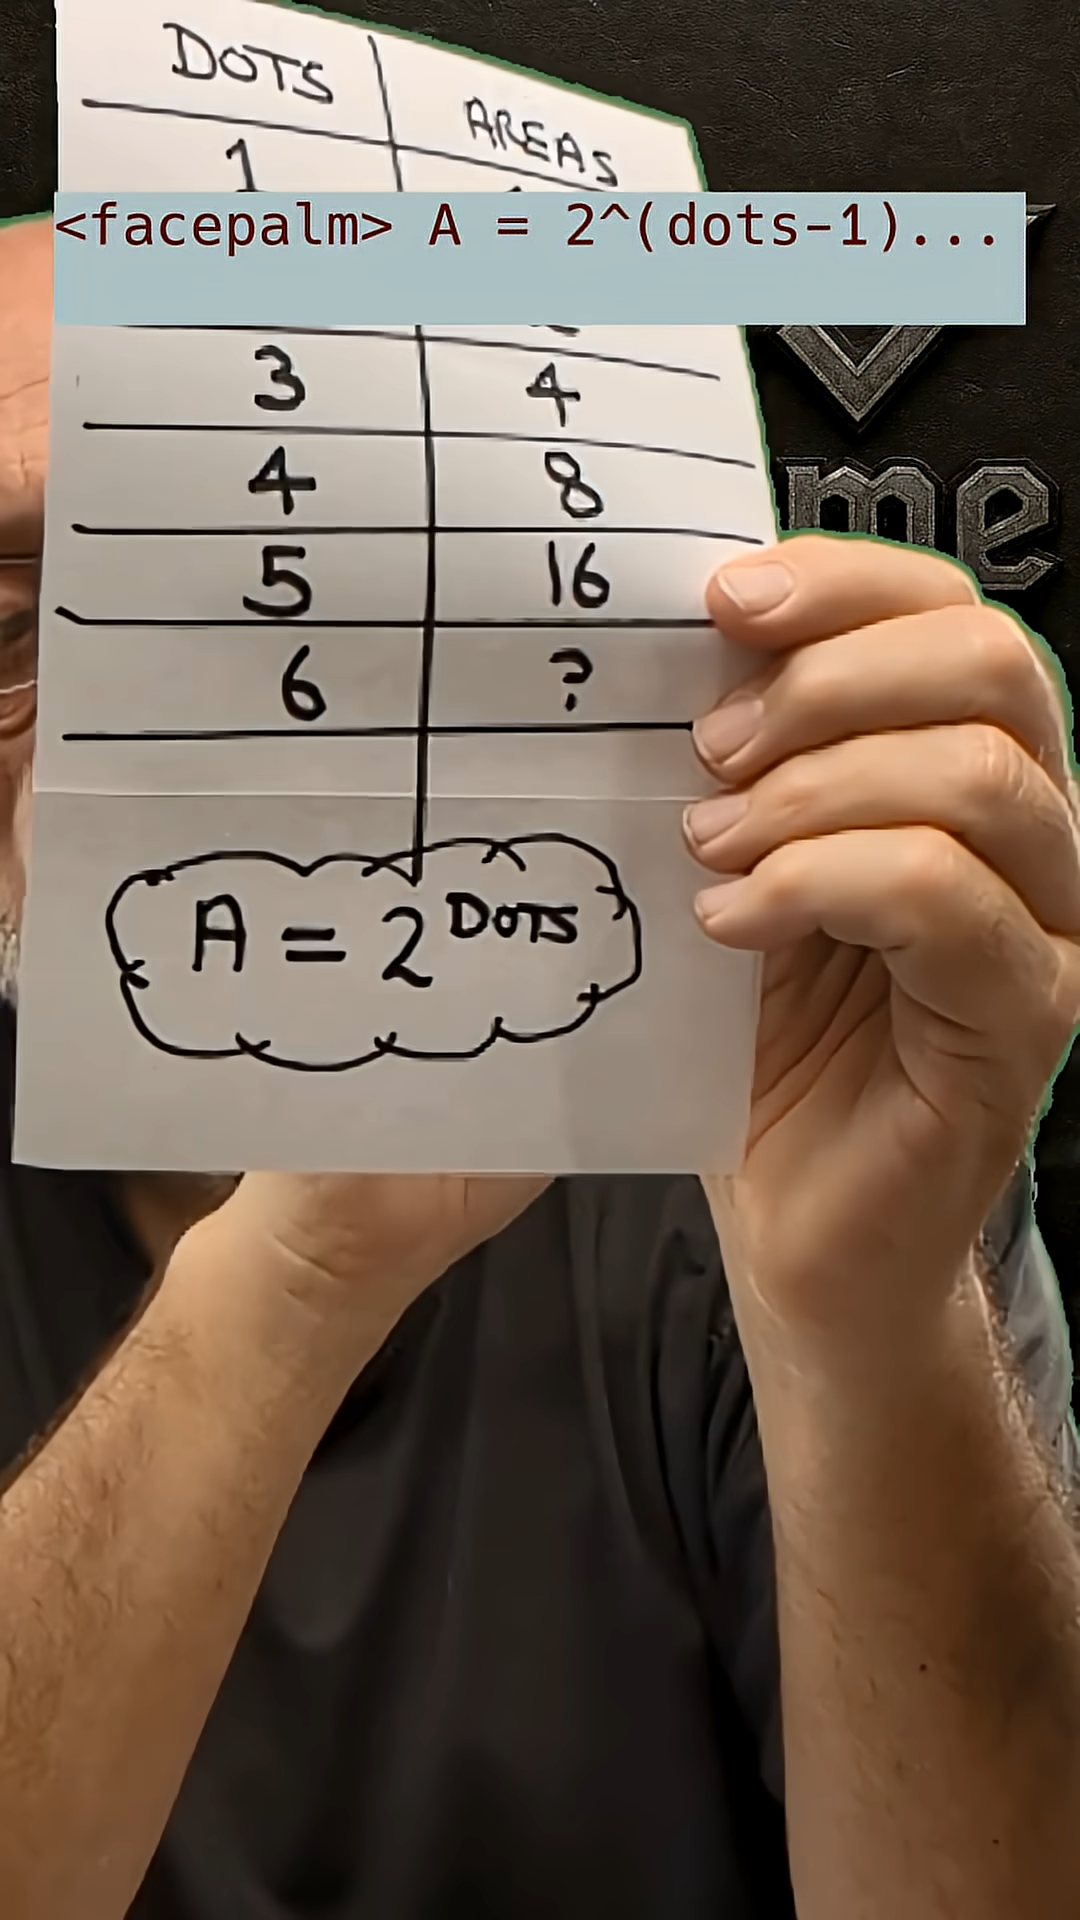 DOTS AREAS
1
<facepalm> A = 2^(dots-1)...
3 4
4 8
5 16
6 ?
A = 2^DOTS
me